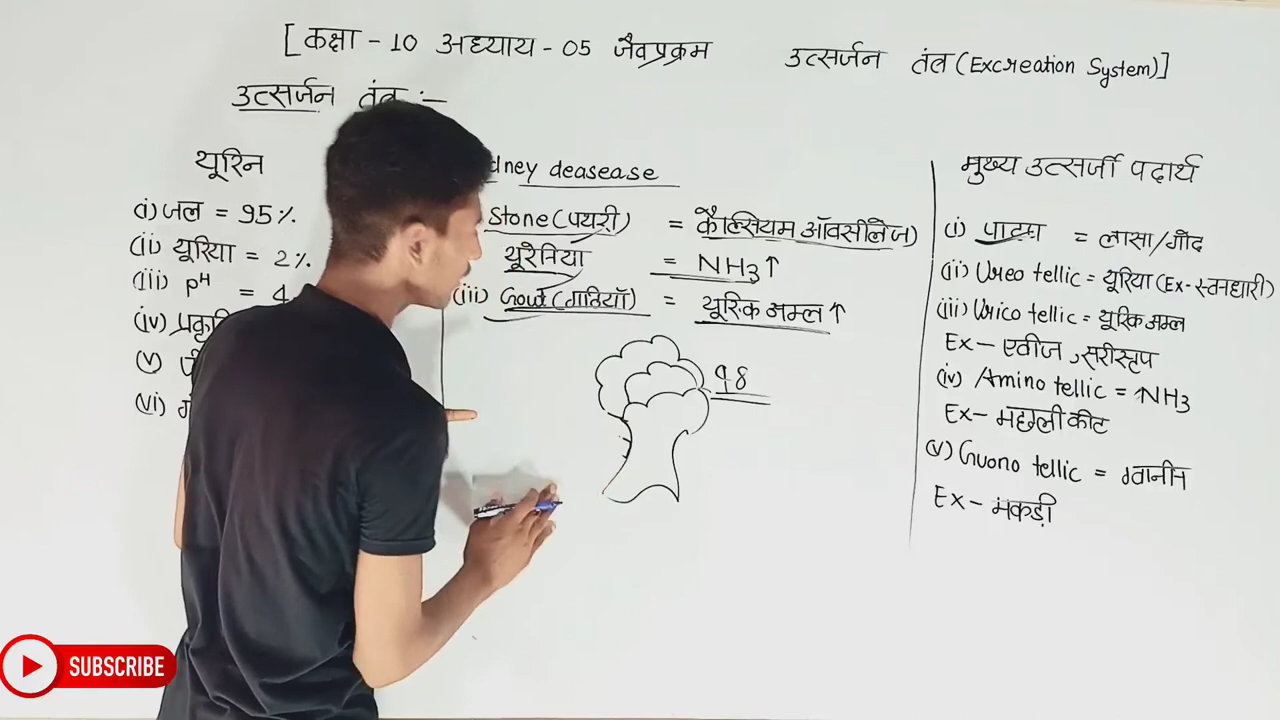 [ कक्षा - 10 अध्याय - 05 जैवप्रक्रम उत्सर्जन तंत्र (Excreation System)]
उत्सर्जन तंत्र :-
यूरिन
(i) जल = 95%
(ii) यूरिया = 2%
(iii) pH = 4.
(iv) प्रकृति
(v)
(vi)
dney deasease
Stone (पथरी) = कैल्सियम ऑक्सीलेज)
यूरेमिया = NH3↑
(iii) Gout (गठियाँ) = यूरिक अम्ल ↑
98
मुख्य उत्सर्जी पदार्थ
(i) पादप = लासा/गोंद
(ii) Ureo tellic = यूरिया (Ex- स्तनधारी)
(iii) Urico tellic = यूरिक अम्ल
Ex- एवीज, सरीसृप
(iv) Amino tellic = NH3
Ex- मछली कीट
(v) Guono tellic = ग्वानीन
Ex- मकड़ी
SUBSCRIBE